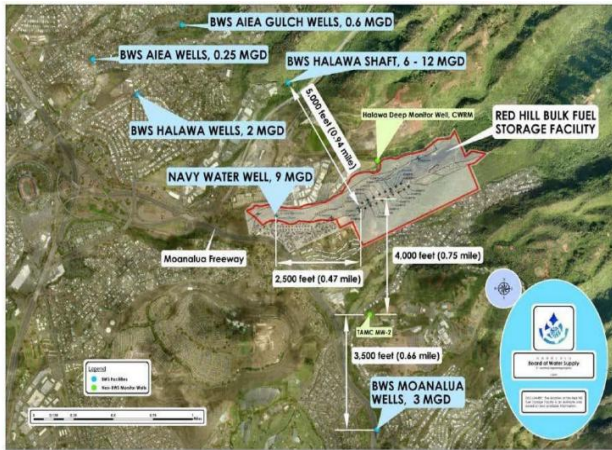 BWS AIEA GULCH WELLS, 0.6 MGD
BWS AIEA WELLS, 0.25 MGD
BWS HALAWA SHAFT, 6 - 12 MGD
BWS HALAWA WELLS, 2 MGD
5,000 feet (0.94 mile)
Halawa Deep Monitor Well, CWRM
RED HILL BULK FUEL
STORAGE FACILITY
NAVY WATER WELL, 9 MGD
Moanalua Freeway
2,500 feet (0.47 mile)
4,000 feet (0.75 mile)
TAMC MW-2
3,500 feet (0.66 mile)
BWS MOANALUA
WELLS, 3 MGD
Legend
BWS Facilities
Non-BWS Monitor Wells
Board of Water Supply